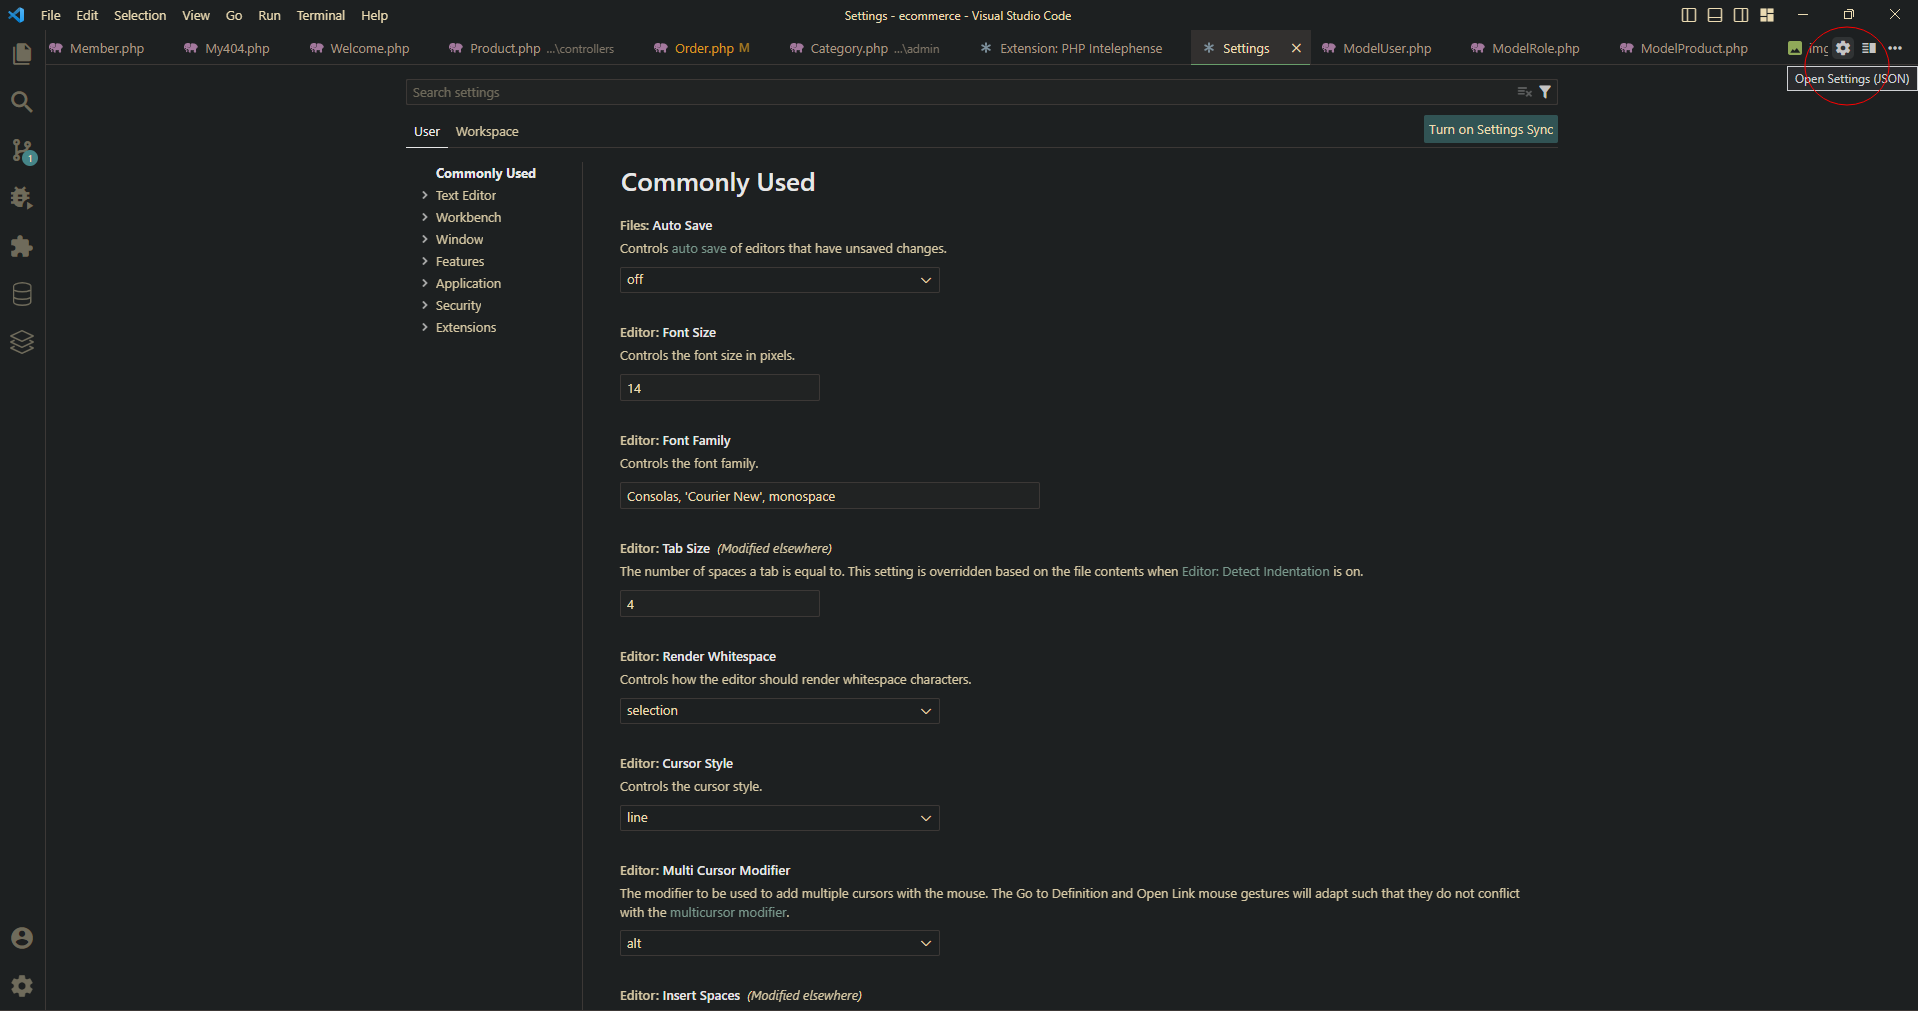 File Edit Selection View Go Run Terminal Help Settings - ecommerce - Visual Studio Code
Member.php My404.php Welcome.php Product.php ...\controllers Order.php M Category.php ...\admin Extension: PHP Intelephense Settings ModelUser.php ModelRole.php ModelProduct.php img
Open Settings (JSON)
Search settings
User Workspace Turn on Settings Sync
1
Commonly Used
Text Editor
Workbench
Window
Features
Application
Security
Extensions
Commonly Used
Files: Auto Save
Controls auto save of editors that have unsaved changes.
off
Editor: Font Size
Controls the font size in pixels.
14
Editor: Font Family
Controls the font family.
Consolas, 'Courier New', monospace
Editor: Tab Size (Modified elsewhere)
The number of spaces a tab is equal to. This setting is overridden based on the file contents when Editor: Detect Indentation is on.
4
Editor: Render Whitespace
Controls how the editor should render whitespace characters.
selection
Editor: Cursor Style
Controls the cursor style.
line
Editor: Multi Cursor Modifier
The modifier to be used to add multiple cursors with the mouse. The Go to Definition and Open Link mouse gestures will adapt such that they do not conflict
with the multicursor modifier.
alt
Editor: Insert Spaces (Modified elsewhere)